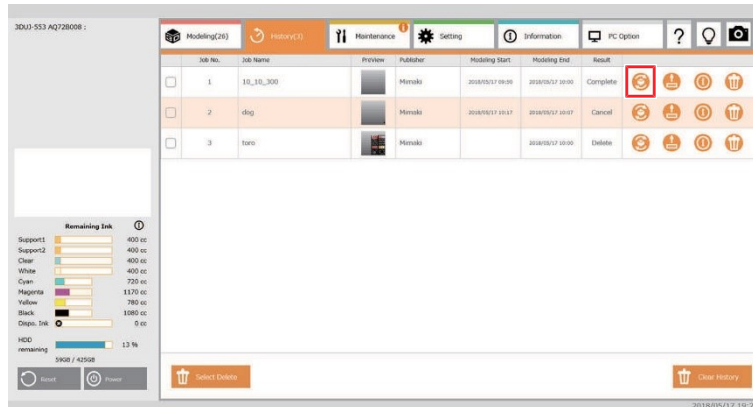 3DUJ-553 AQ72B008 :
Modeling(26) History(3) Maintenance Setting Information PC Option ?
Job No. Job Name Preview Publisher Modeling Start Modeling End Result
1 10_10_300 Mimaki 2018/05/17 09:59 2018/05/17 10:00 Complete
2 dog Mimaki 2018/05/17 10:17 2018/05/17 10:07 Cancel
3 toro Mimaki 2018/05/17 10:00 Delete
Remaining Ink
Support1 400 cc
Support2 400 cc
Clear 400 cc
White 400 cc
Cyan 720 cc
Magenta 1170 cc
Yellow 780 cc
Black 1080 cc
Dispo. Ink 0 cc
HDD
remaining 13 %
59GB / 425GB
Reset Power
Select Delete Clear History
2018/05/17